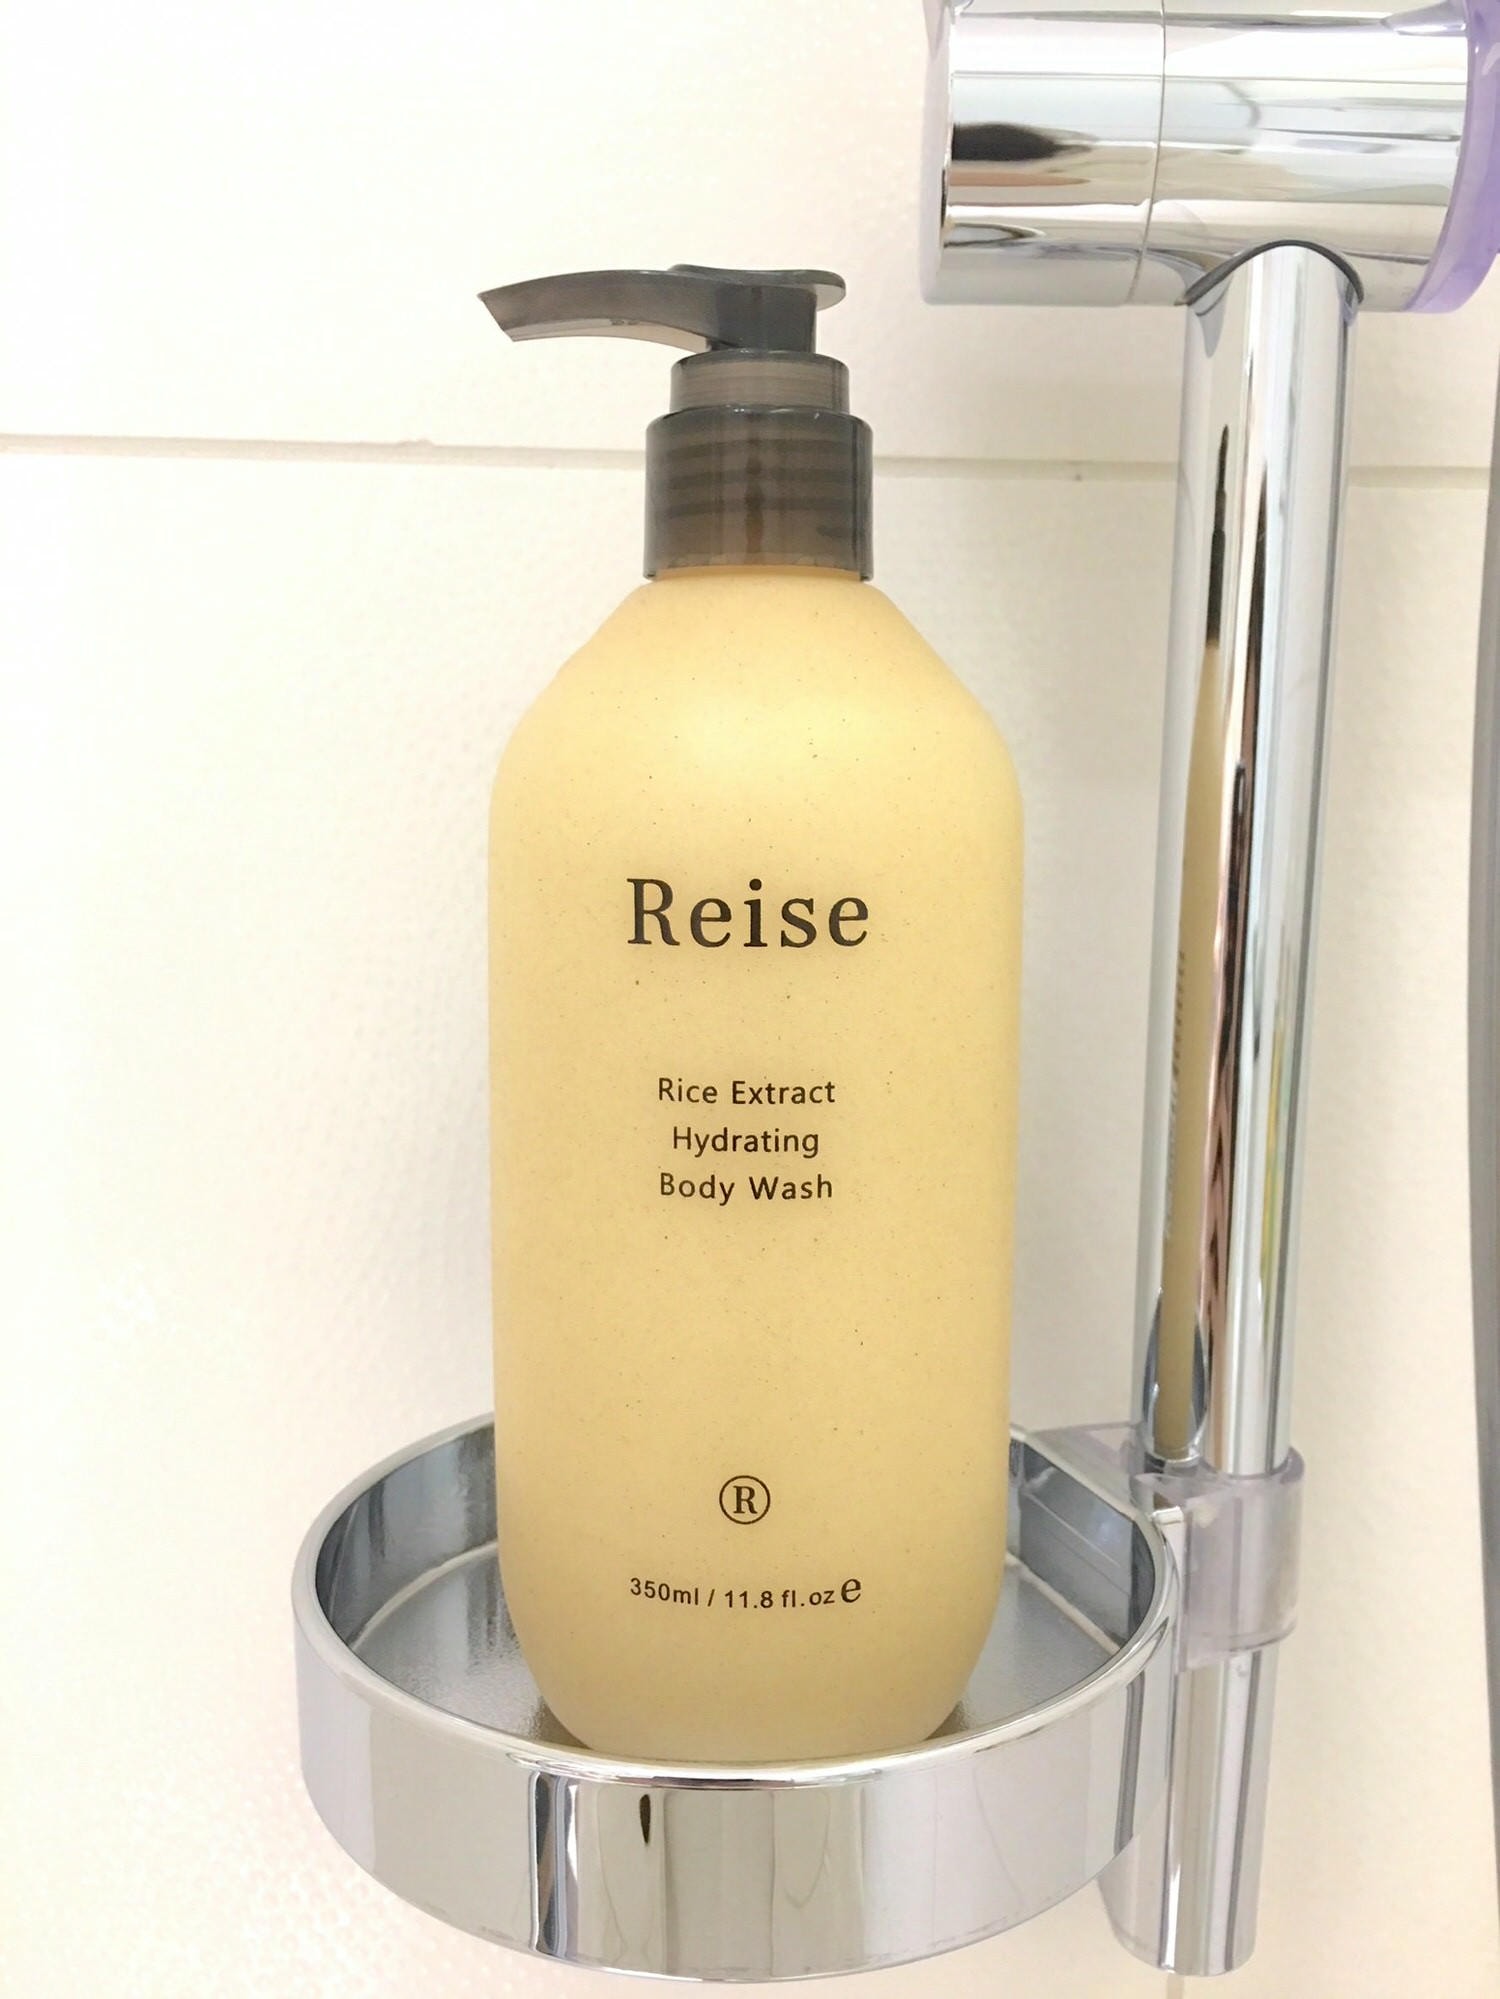 Reise
Rice Extract
Hydrating
Body Wash
®
350ml / 11.8 fl.oz e